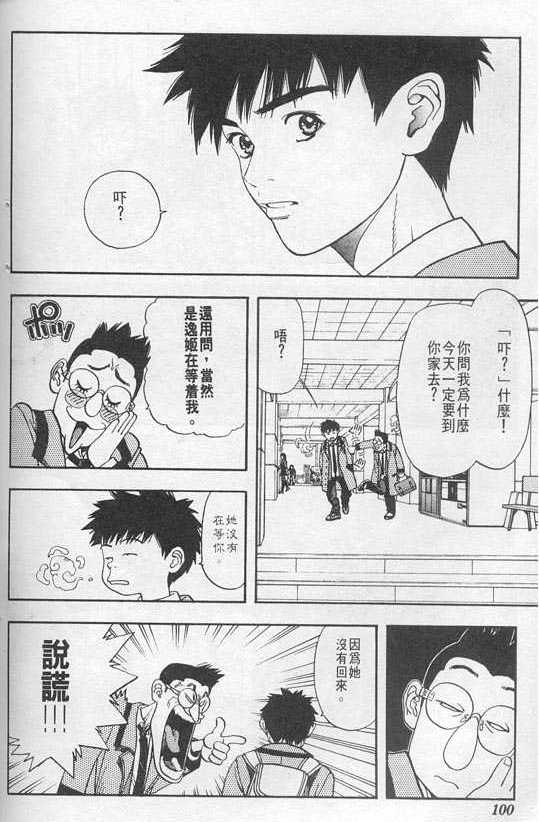 吓？
「吓？」什麼！
你問我爲什麼
今天一定要到
你家去？
唔？
還用問，當然
是逸姬在等着我。
ポッ
她沒有
在等你。
因爲她
沒有回來。
說謊!!!
100